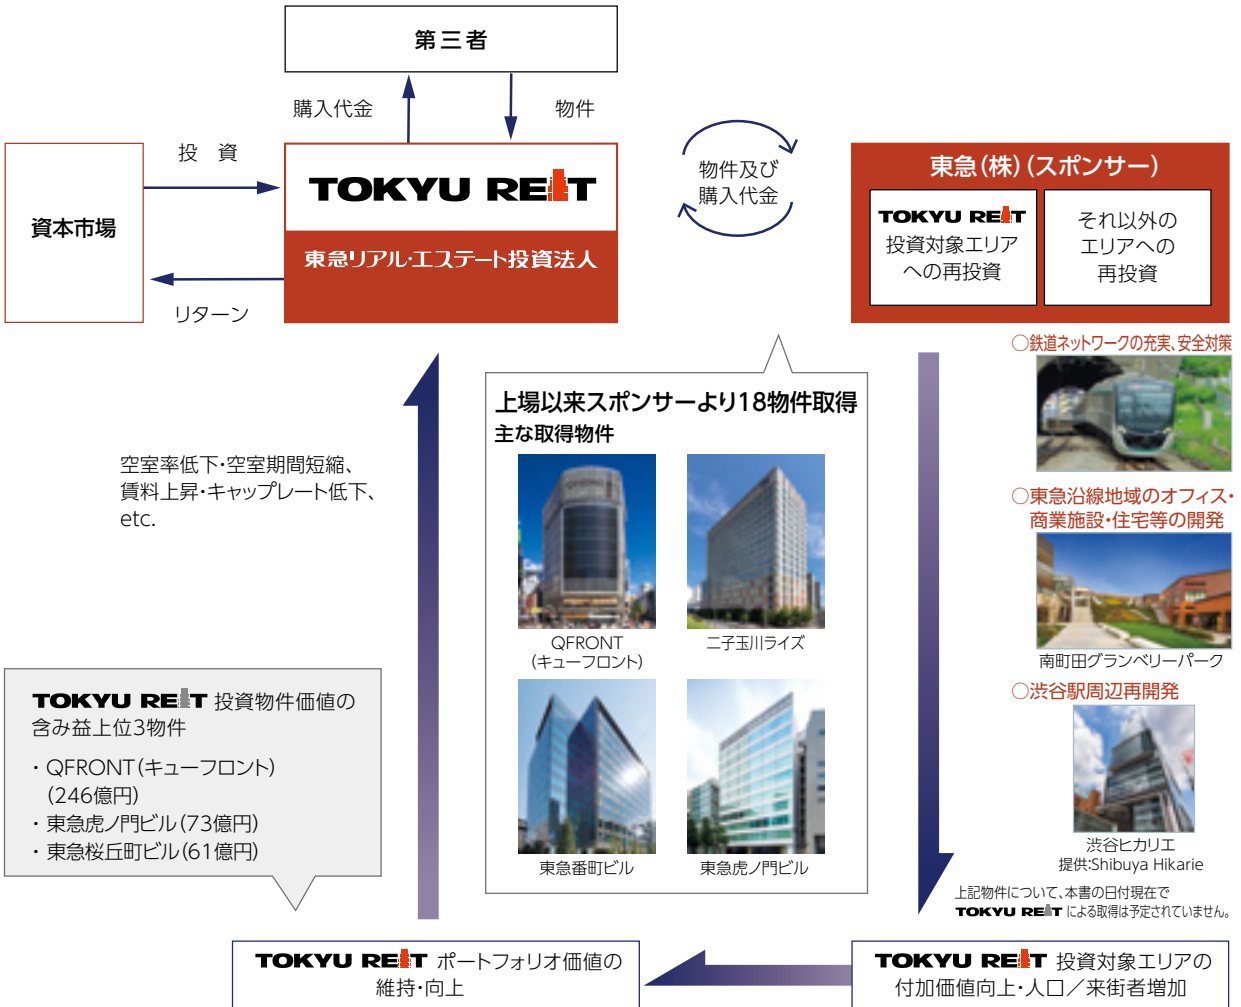 第三者
購入代金
物件
投 資
資本市場
リターン
TOKYU REIT
東急リアル・エステート投資法人
物件及び
購入代金
東急(株)(スポンサー)
TOKYU REIT
投資対象エリア
への再投資
それ以外の
エリアへの
再投資
○鉄道ネットワークの充実、安全対策
○東急沿線地域のオフィス・
商業施設・住宅等の開発
南町田グランベリーパーク
○渋谷駅周辺再開発
渋谷ヒカリエ
提供:Shibuya Hikarie
上記物件について、本書の日付現在で
TOKYU REIT による取得は予定されていません。
上場以来スポンサーより18物件取得
主な取得物件
QFRONT
(キューフロント)
二子玉川ライズ
東急番町ビル
東急虎ノ門ビル
空室率低下・空室期間短縮、
賃料上昇・キャップレート低下、
etc.
TOKYU REIT 投資物件価値の
含み益上位3物件
・QFRONT(キューフロント)
(246億円)
・東急虎ノ門ビル(73億円)
・東急桜丘町ビル(61億円)
TOKYU REIT ポートフォリオ価値の
維持・向上
TOKYU REIT 投資対象エリアの
付加価値向上・人口/来街者増加